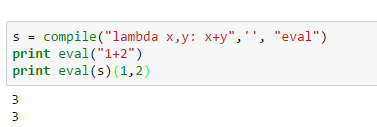 s = compile("lambda x,y: x+y",'', "eval")
print eval("1+2")
print eval(s)(1,2)
3
3